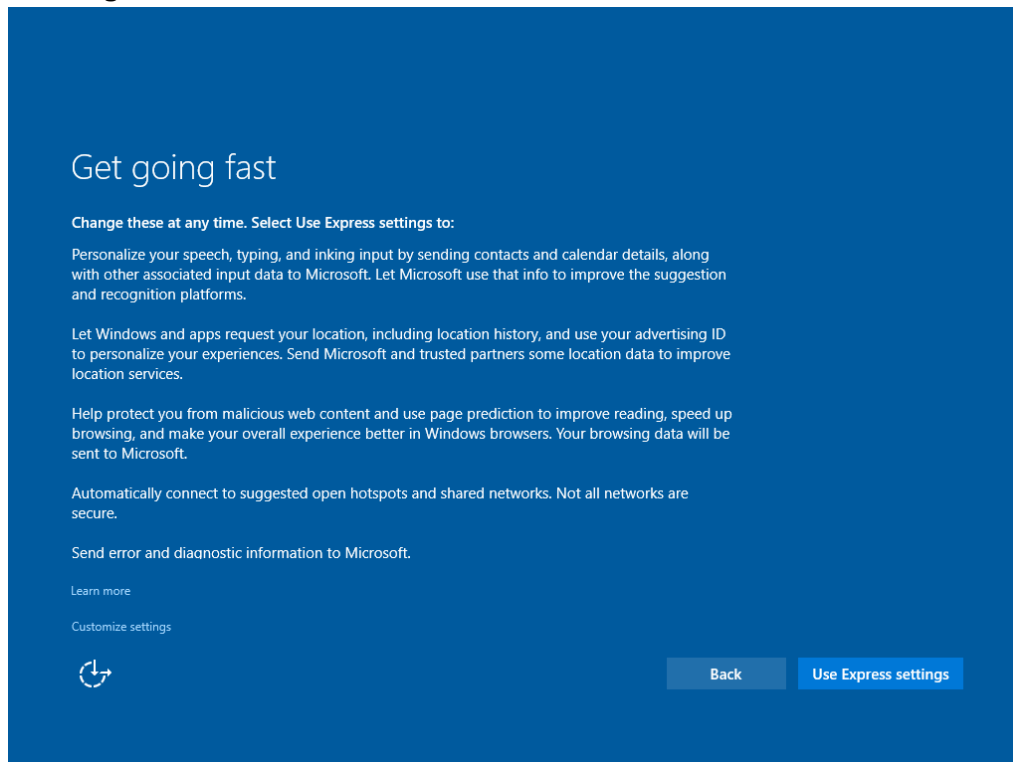 Get going fast
Change these at any time. Select Use Express settings to:
Personalize your speech, typing, and inking input by sending contacts and calendar details, along
with other associated input data to Microsoft. Let Microsoft use that info to improve the suggestion
and recognition platforms.
Let Windows and apps request your location, including location history, and use your advertising ID
to personalize your experiences. Send Microsoft and trusted partners some location data to improve
location services.
Help protect you from malicious web content and use page prediction to improve reading, speed up
browsing, and make your overall experience better in Windows browsers. Your browsing data will be
sent to Microsoft.
Automatically connect to suggested open hotspots and shared networks. Not all networks are
secure.
Send error and diagnostic information to Microsoft.
Learn more
Customize settings
Back
Use Express settings